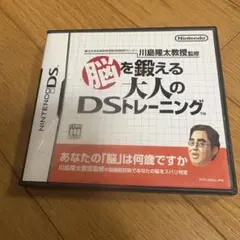 Nintendo
川島隆太教授監修
脳を鍛える
大人の
DSトレーニング
TM
NINTENDO DS
あなたの「脳」は何歳ですか